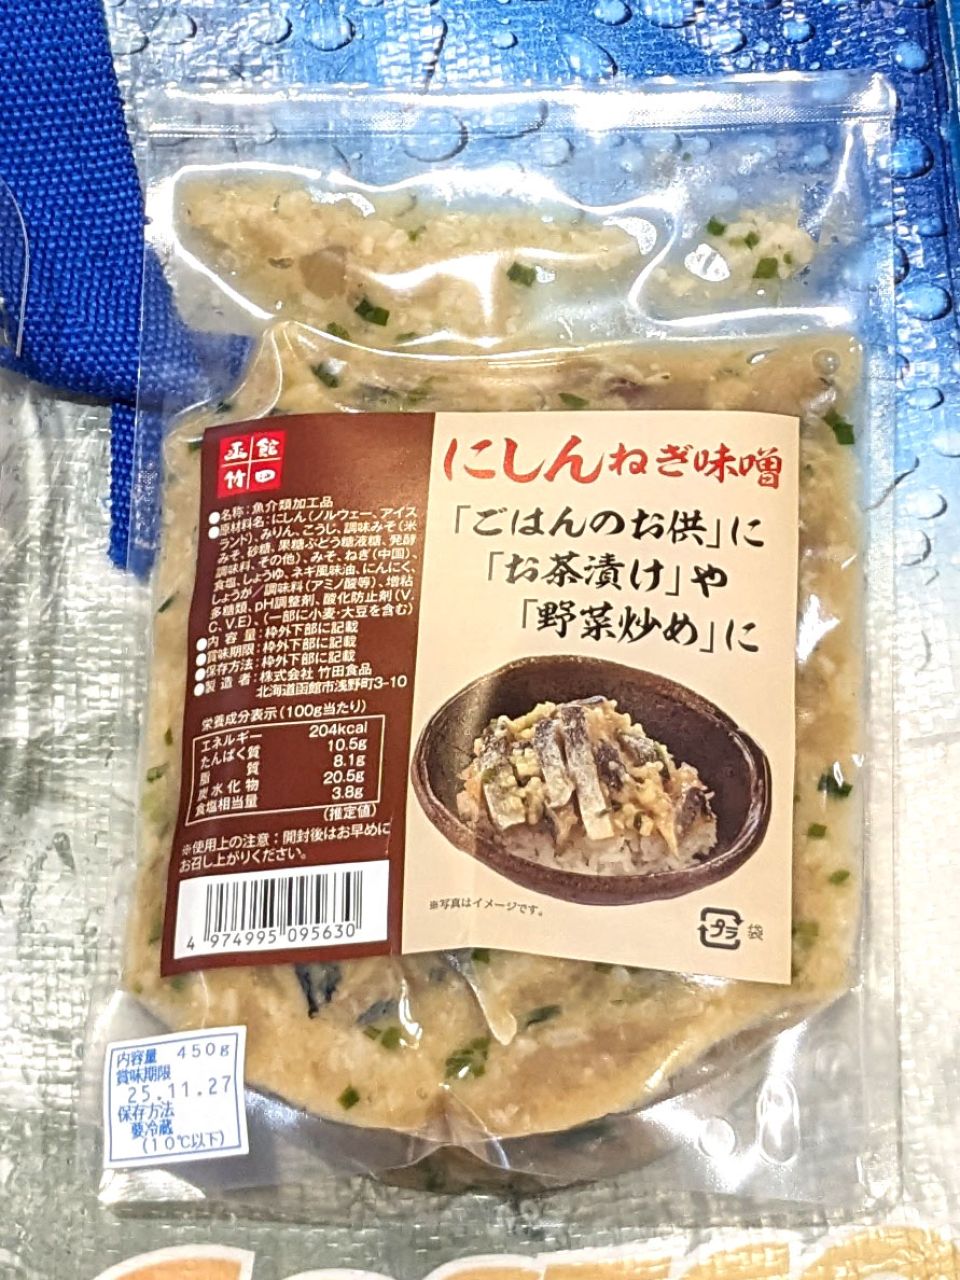 函館
竹田
にしんねぎ味噌
「ごはんのお供」に
「お茶漬け」や
「野菜炒め」に
●名称：魚介類加工品
●原材料名：にしん(ノルウェー、アイス
ランド)、みりん、こうじ、調味みそ(米
みそ、砂糖、果糖ぶどう糖液糖、発酵
調味料、その他)、みそ、ねぎ(中国)、
食塩、しょうゆ、ネギ風味油、にんにく、
しょうが／調味料(アミノ酸等)、増粘
多糖類、pH調整剤、酸化防止剤(V.
C、V.E)、(一部に小麦・大豆を含む)
●内容量：枠外下部に記載
●賞味期限：枠外下部に記載
●保存方法：枠外下部に記載
●製造者：株式会社 竹田食品
北海道函館市浅野町3-10
栄養成分表示(100g当たり)
エネルギー 204kcal
たんぱく質 10.5g
脂質 8.1g
炭水化物 20.5g
食塩相当量 3.8g
(推定値)
※使用上の注意：開封後はお早めに
お召し上がりください。
4 974995 095630
※写真はイメージです。
プラ 袋
内容量 450g
賞味期限
25.11.27
保存方法
要冷蔵
(10℃以下)